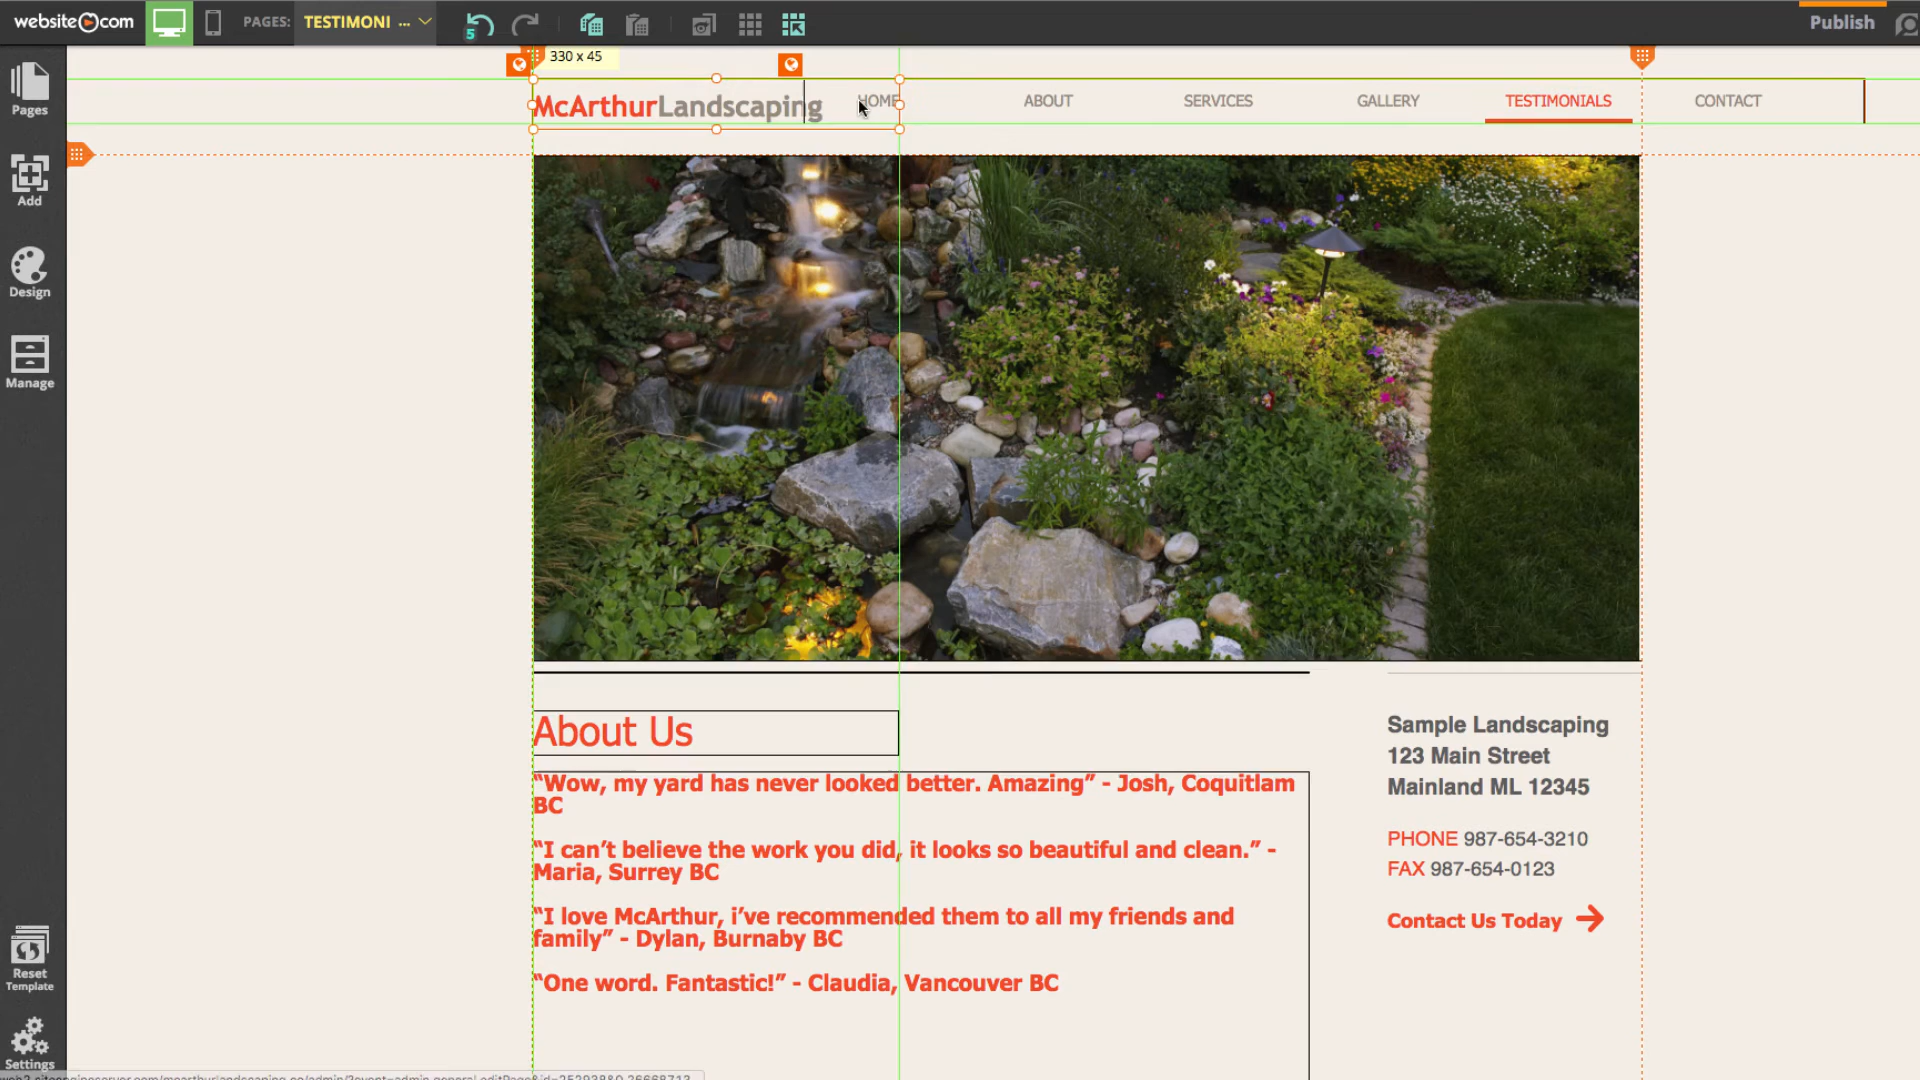 website.com PAGES: TESTIMONI ... 5 Publish
330 x 45
McArthurLandscaping HOME ABOUT SERVICES GALLERY TESTIMONIALS CONTACT
Pages
Add
Design
Manage
About Us
“Wow, my yard has never looked better. Amazing” - Josh, Coquitlam
BC
“I can’t believe the work you did, it looks so beautiful and clean.” -
Maria, Surrey BC
“I love McArthur, i’ve recommended them to all my friends and
family” - Dylan, Burnaby BC
“One word. Fantastic!” - Claudia, Vancouver BC
Sample Landscaping
123 Main Street
Mainland ML 12345
PHONE 987-654-3210
FAX 987-654-0123
Contact Us Today
Reset
Template
Settings